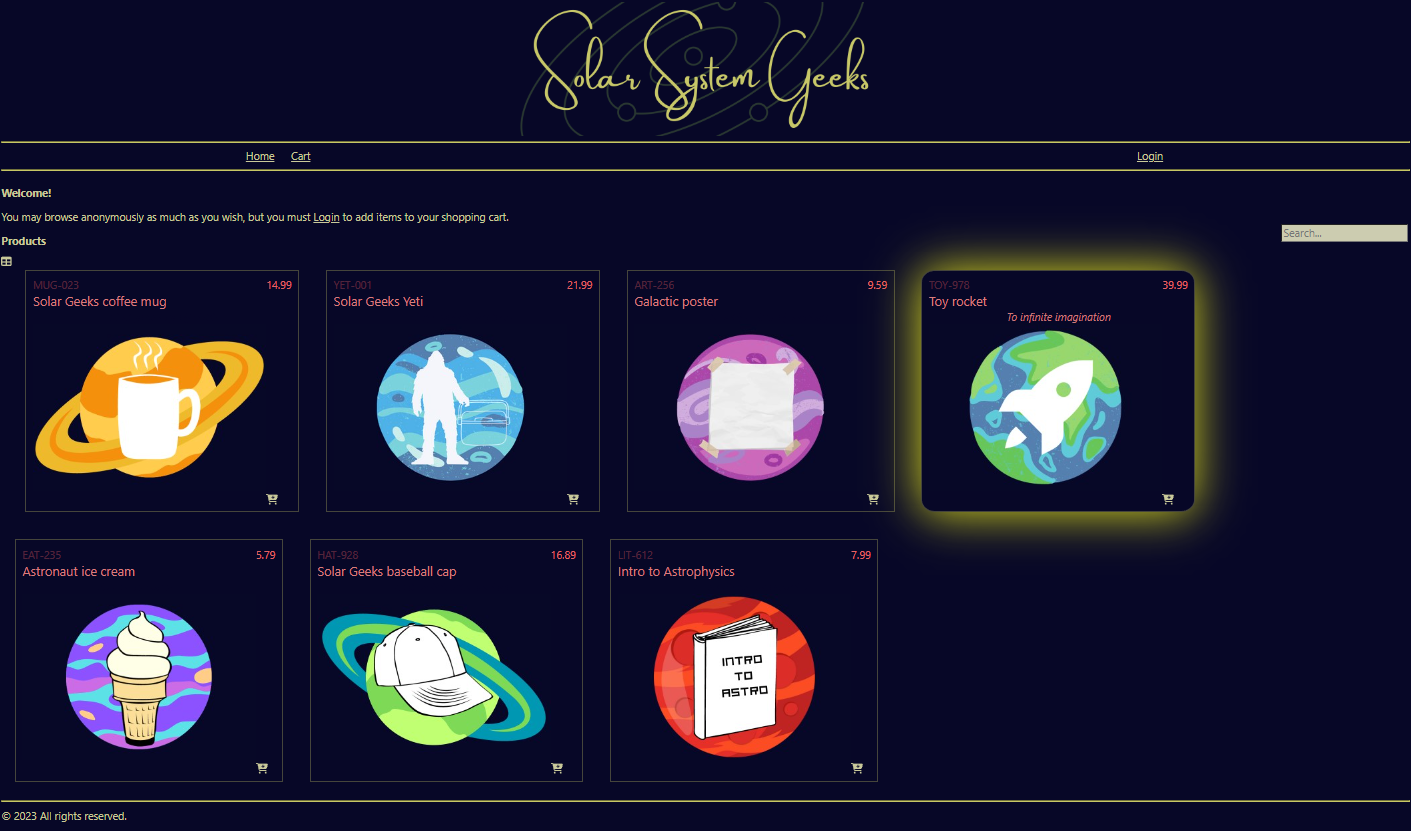 Solar System Geeks
Home Cart Login
Welcome!
You may browse anonymously as much as you wish, but you must Login to add items to your shopping cart.
Search...
Products
MUG-023 14.99
Solar Geeks coffee mug
YET-001 21.99
Solar Geeks Yeti
ART-256 9.59
Galactic poster
TOY-978 39.99
Toy rocket
To infinite imagination
EAT-235 5.79
Astronaut ice cream
HAT-928 16.89
Solar Geeks baseball cap
LIT-612 7.99
Intro to Astrophysics
INTRO
TO
ASTRO
© 2023 All rights reserved.